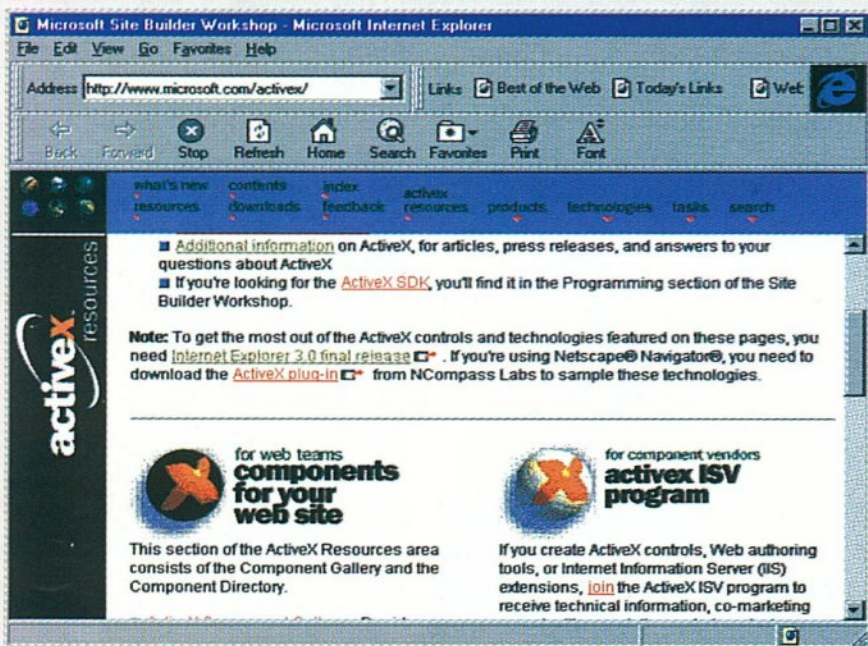 Microsoft Site Builder Workshop - Microsoft Internet Explorer
File Edit View Go Favorites Help
Address http://www.microsoft.com/activex/ Links Best of the Web Today's Links Web
Back Forward Stop Refresh Home Search Favorites Print Font
what's new contents index activex
resources downloads feedback resources products technologies tasks search
activex resources
Additional information on ActiveX, for articles, press releases, and answers to your
questions about ActiveX
If you're looking for the ActiveX SDK, you'll find it in the Programming section of the Site
Builder Workshop.
Note: To get the most out of the ActiveX controls and technologies featured on these pages, you
need Internet Explorer 3.0 final release . If you're using Netscape® Navigator®, you need to
download the ActiveX plug-in from NCompass Labs to sample these technologies.
for web teams
components
for your
web site
This section of the ActiveX Resources area
consists of the Component Gallery and the
Component Directory.
for component vendors
activex ISV
program
If you create ActiveX controls, Web authoring
tools, or Internet Information Server (IIS)
extensions, join the ActiveX ISV program to
receive technical information, co-marketing